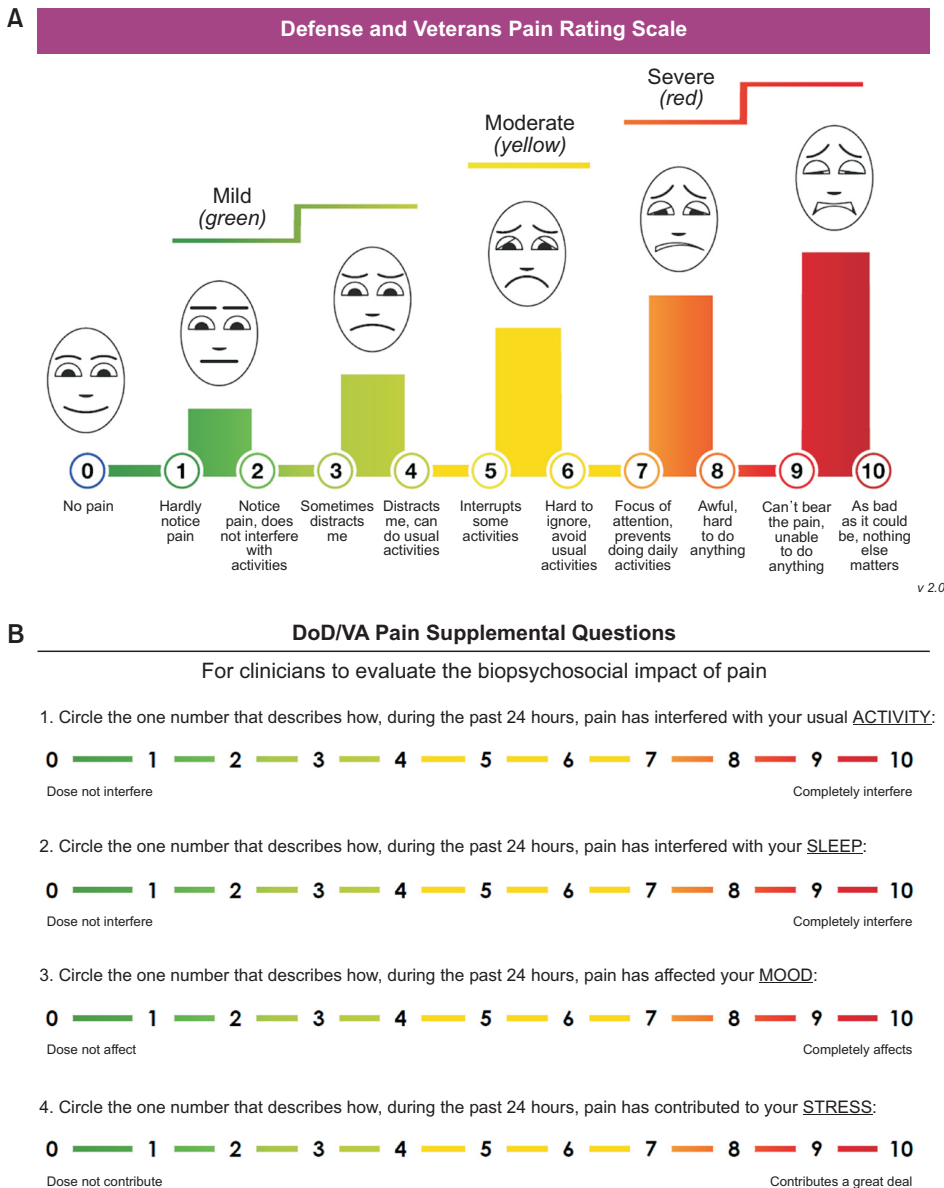 A
Defense and Veterans Pain Rating Scale
Severe
(red)
Moderate
(yellow)
Mild
(green)
0 1 2 3 4 5 6 7 8 9 10
No pain
Hardly
notice
pain
Notice
pain, does
not interfere
with
activities
Sometimes
distracts
me
Distracts
me, can
do usual
activities
Interrupts
some
activities
Hard to
ignore,
avoid
usual
activities
Focus of
attention,
prevents
doing daily
activities
Awful,
hard
to do
anything
Can't bear
the pain,
unable
to do
anything
As bad
as it could
be, nothing
else
matters
v 2.0
B
DoD/VA Pain Supplemental Questions
For clinicians to evaluate the biopsychosocial impact of pain
1. Circle the one number that describes how, during the past 24 hours, pain has interfered with your usual ACTIVITY:
0 1 2 3 4 5 6 7 8 9 10
Dose not interfere Completely interfere
2. Circle the one number that describes how, during the past 24 hours, pain has interfered with your SLEEP:
0 1 2 3 4 5 6 7 8 9 10
Dose not interfere Completely interfere
3. Circle the one number that describes how, during the past 24 hours, pain has affected your MOOD:
0 1 2 3 4 5 6 7 8 9 10
Dose not affect Completely affects
4. Circle the one number that describes how, during the past 24 hours, pain has contributed to your STRESS:
0 1 2 3 4 5 6 7 8 9 10
Dose not contribute Contributes a great deal